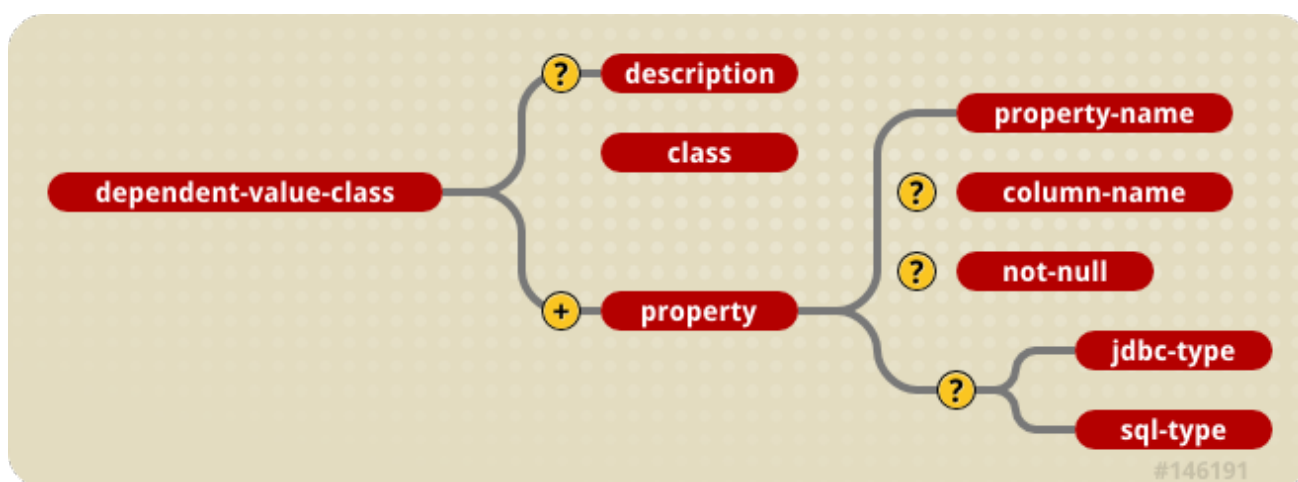 ? description
property-name
class
dependent-value-class
? column-name
? not-null
+ property
jdbc-type
?
sql-type
#146191